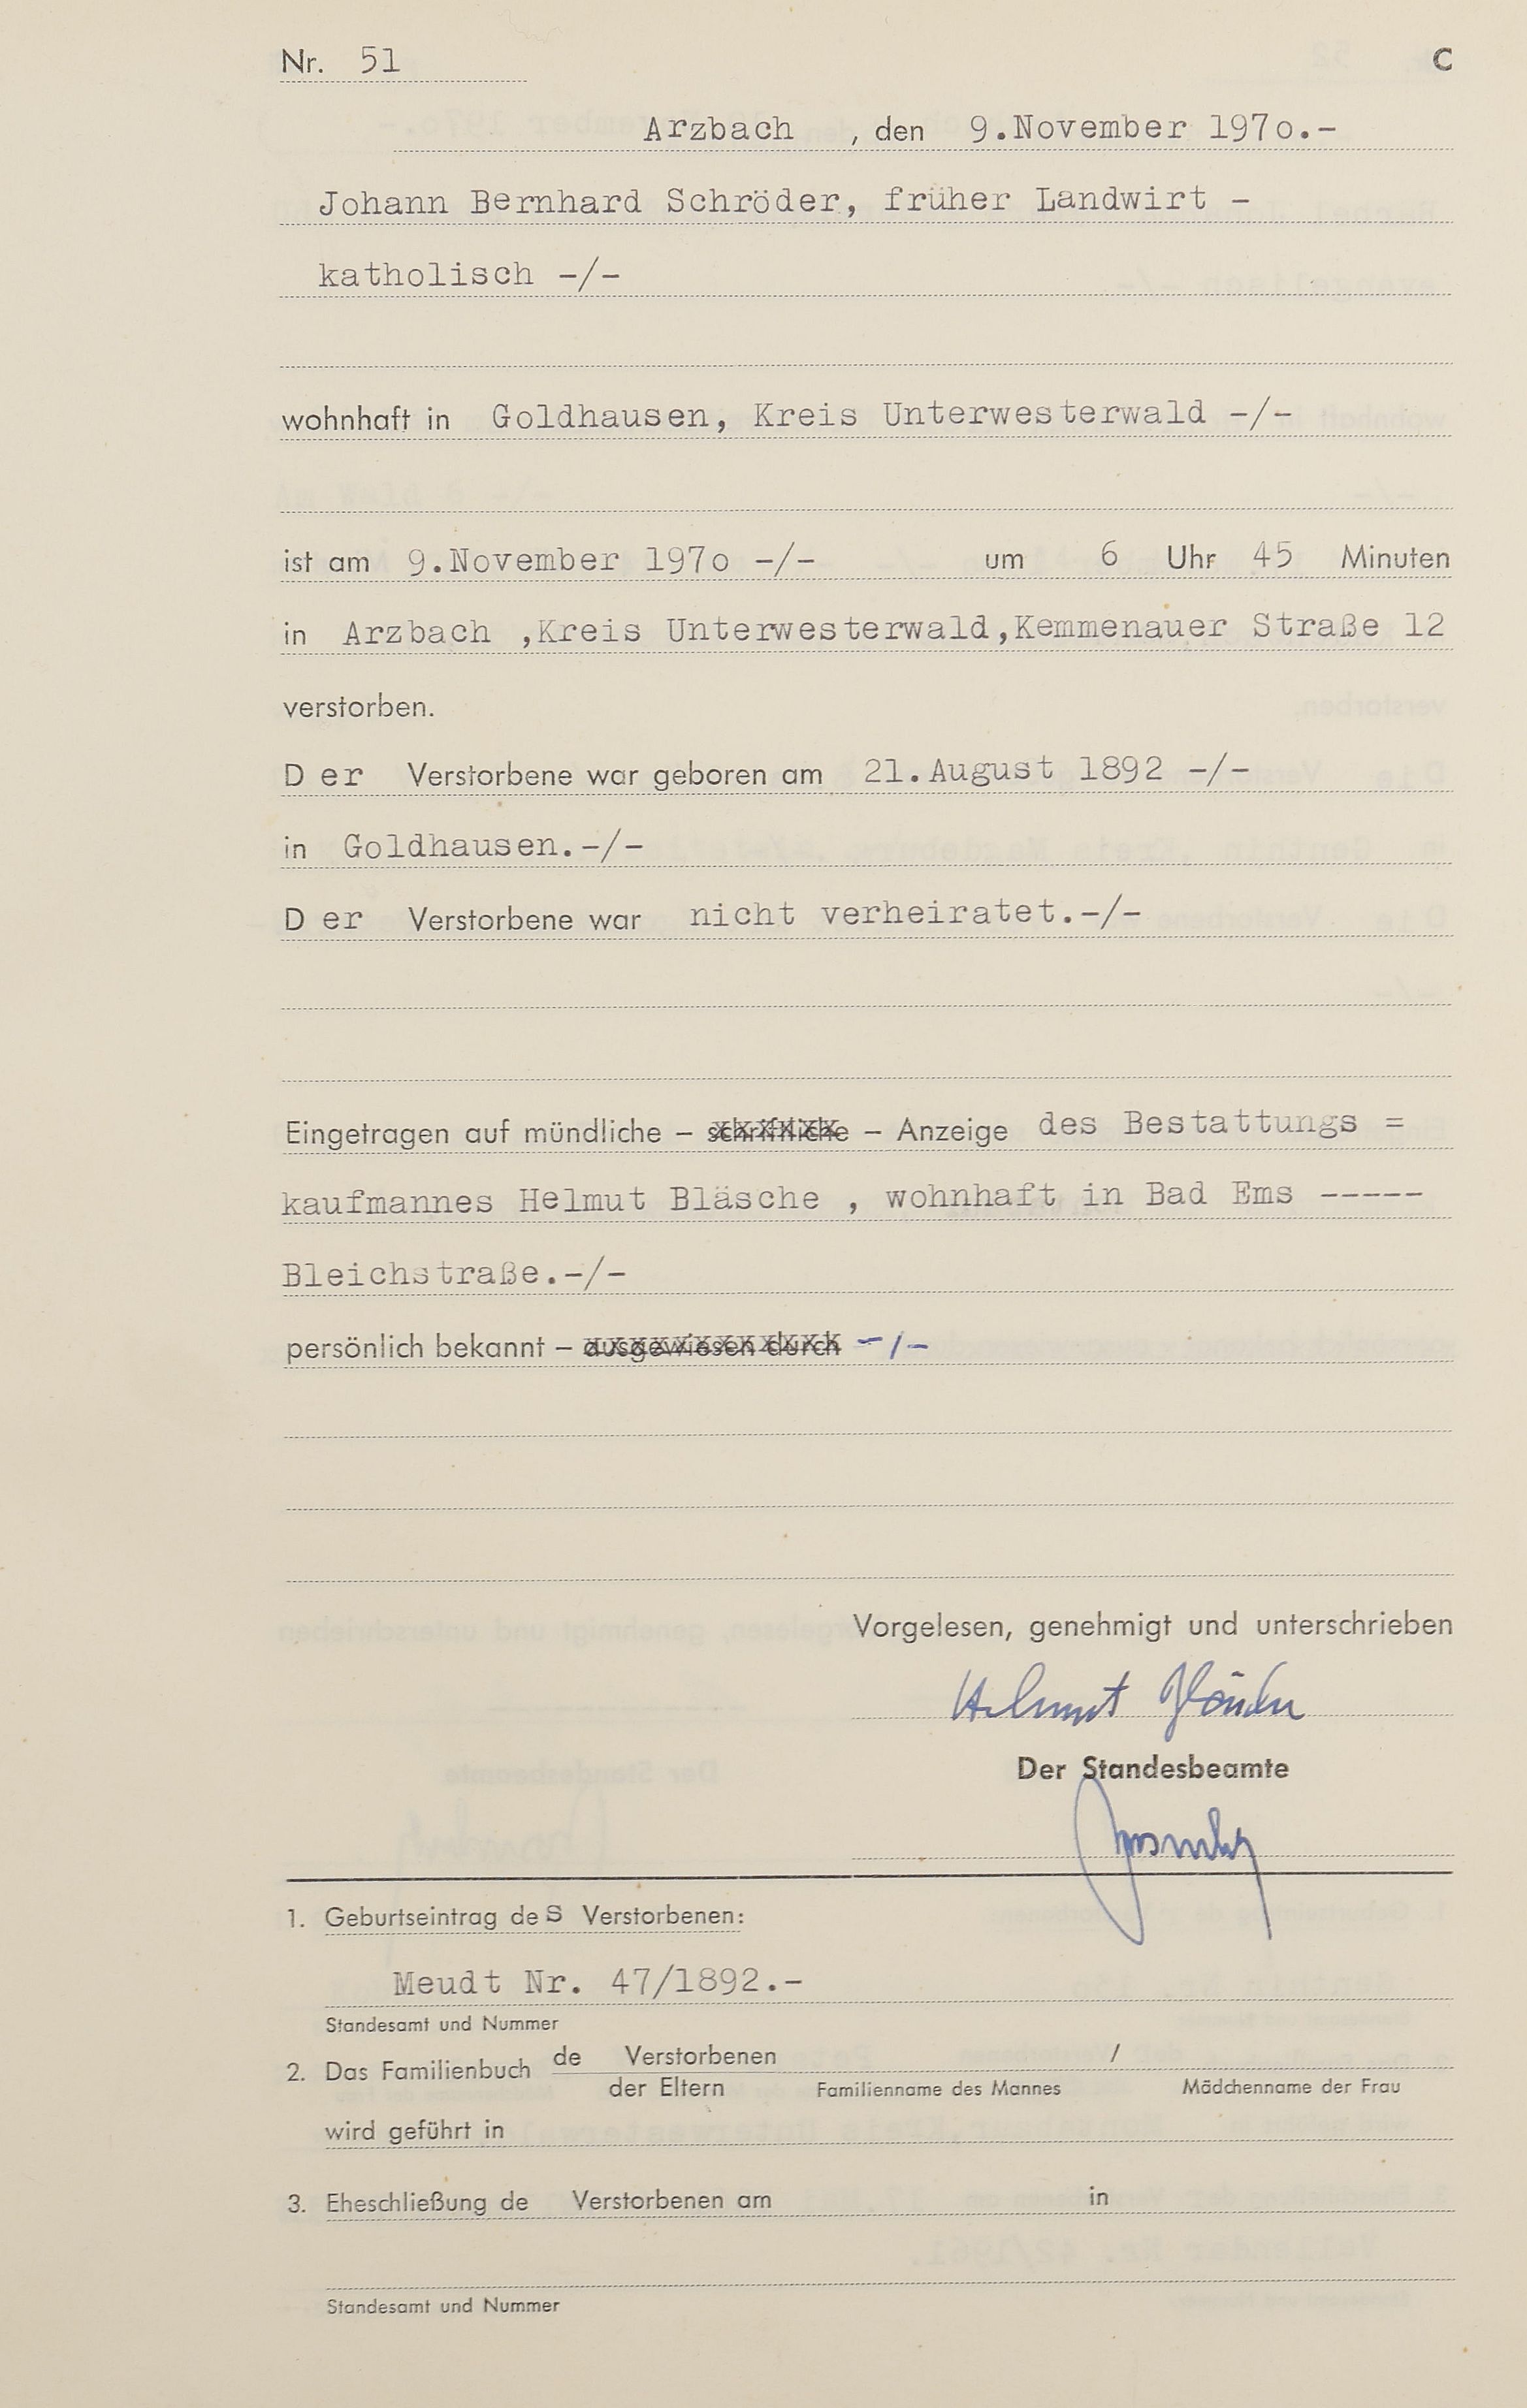 Nr. 51 C
Arzbach , den 9.November 197o.-
Johann Bernhard Schröder, früher Landwirt -
katholisch -/-
wohnhaft in Goldhausen, Kreis Unterwesterwald -/-
ist am 9.November 197o -/- um 6 Uhr 45 Minuten
in Arzbach ,Kreis Unterwesterwald,Kemmenauer Straße 12
verstorben.
D er Verstorbene war geboren am 21.August 1892 -/-
in Goldhausen.-/-
D er Verstorbene war nicht verheiratet.-/-
Eingetragen auf mündliche – schriftliche – Anzeige des Bestattungs =
kaufmannes Helmut Bläsche , wohnhaft in Bad Ems -----
Bleichstraße.-/-
persönlich bekannt – ausgewiesen durch -/-
Vorgelesen, genehmigt und unterschrieben
Helmut
Der Standesbeamte
1. Geburtseintrag des Verstorbenen:
Meudt Nr. 47/1892.-
Standesamt und Nummer
2. Das Familienbuch de Verstorbenen /
der Eltern Familienname des Mannes Mädchenname der Frau
wird geführt in
3. Eheschließung de Verstorbenen am in
Standesamt und Nummer